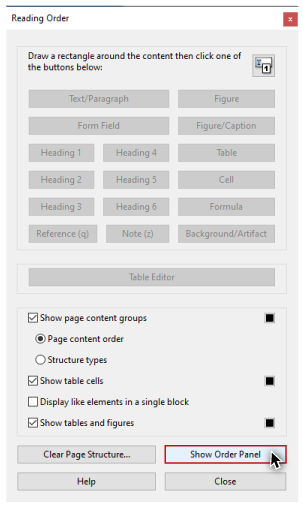 Reading Order
x
Draw a rectangle around the content then click one of
the buttons below:
1
Text/Paragraph
Figure
Form Field
Figure/Caption
Heading 1
Heading 4
Table
Heading 2
Heading 5
Cell
Heading 3
Heading 6
Formula
Reference (q)
Note (z)
Background/Artifact
Table Editor
Show page content groups
Page content order
Structure types
Show table cells
Display like elements in a single block
Show tables and figures
Clear Page Structure...
Show Order Panel
Help
Close